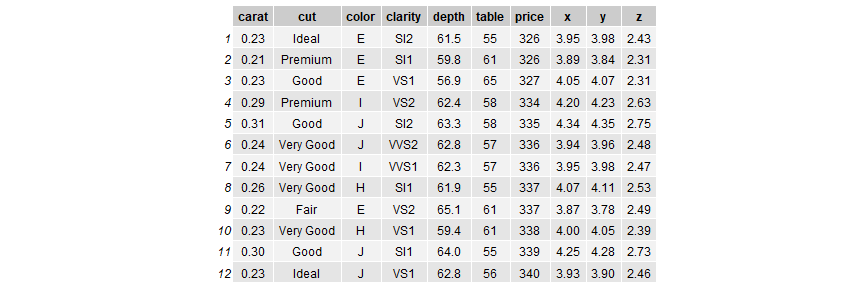 carat cut color clarity depth table price x y z
1 0.23 Ideal E SI2 61.5 55 326 3.95 3.98 2.43
2 0.21 Premium E SI1 59.8 61 326 3.89 3.84 2.31
3 0.23 Good E VS1 56.9 65 327 4.05 4.07 2.31
4 0.29 Premium I VS2 62.4 58 334 4.20 4.23 2.63
5 0.31 Good J SI2 63.3 58 335 4.34 4.35 2.75
6 0.24 Very Good J VVS2 62.8 57 336 3.94 3.96 2.48
7 0.24 Very Good I VVS1 62.3 57 336 3.95 3.98 2.47
8 0.26 Very Good H SI1 61.9 55 337 4.07 4.11 2.53
9 0.22 Fair E VS2 65.1 61 337 3.87 3.78 2.49
10 0.23 Very Good H VS1 59.4 61 338 4.00 4.05 2.39
11 0.30 Good J SI1 64.0 55 339 4.25 4.28 2.73
12 0.23 Ideal J VS1 62.8 56 340 3.93 3.90 2.46